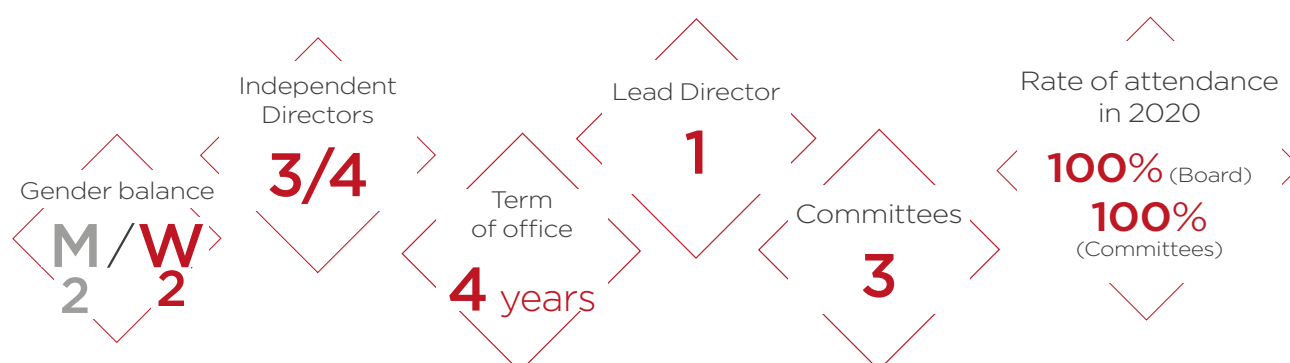 Gender balance
M/W
2 2
Independent
Directors
3/4
Term
of office
4 years
Lead Director
1
Committees
3
Rate of attendance
in 2020
100% (Board)
100%
(Committees)